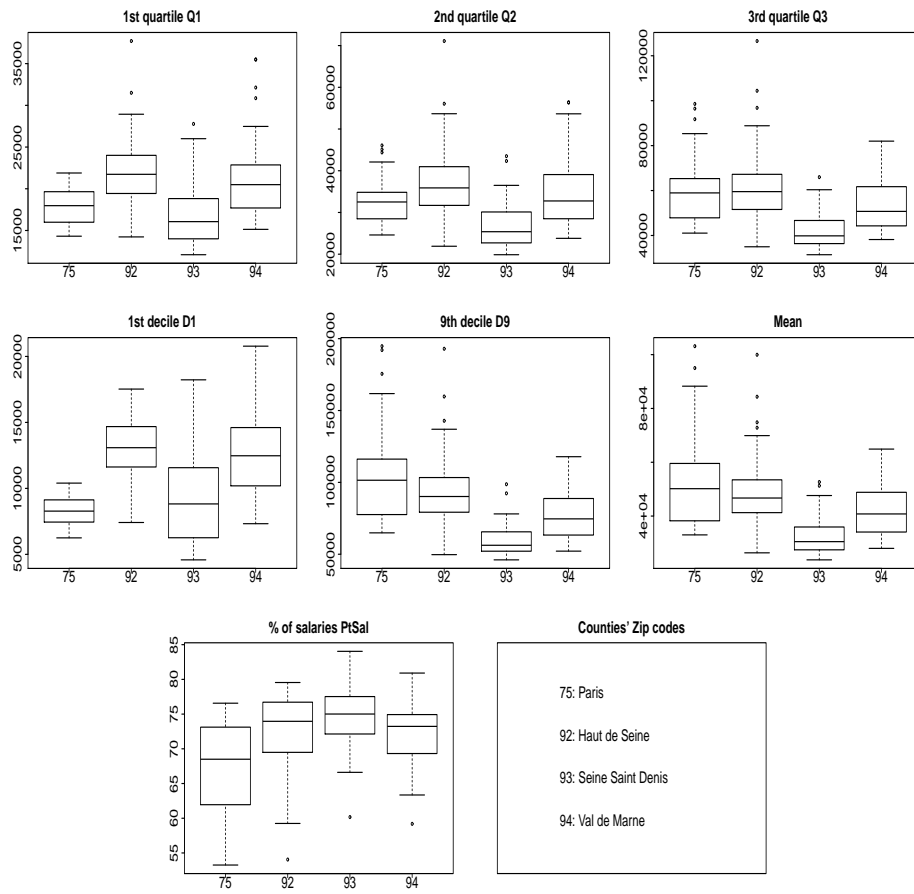 1st quartile Q1
2nd quartile Q2
3rd quartile Q3
15000 25000 35000
75 92 93 94
20000 40000 60000
75 92 93 94
40000 80000 120000
75 92 93 94
1st decile D1
9th decile D9
Mean
5000 10000 15000 20000
75 92 93 94
50000 100000 150000 200000
75 92 93 94
4e+04 8e+04
75 92 93 94
% of salaries PtSal
Counties' Zip codes
55 60 65 70 75 80 85
75 92 93 94
75: Paris
92: Haut de Seine
93: Seine Saint Denis
94: Val de Marne